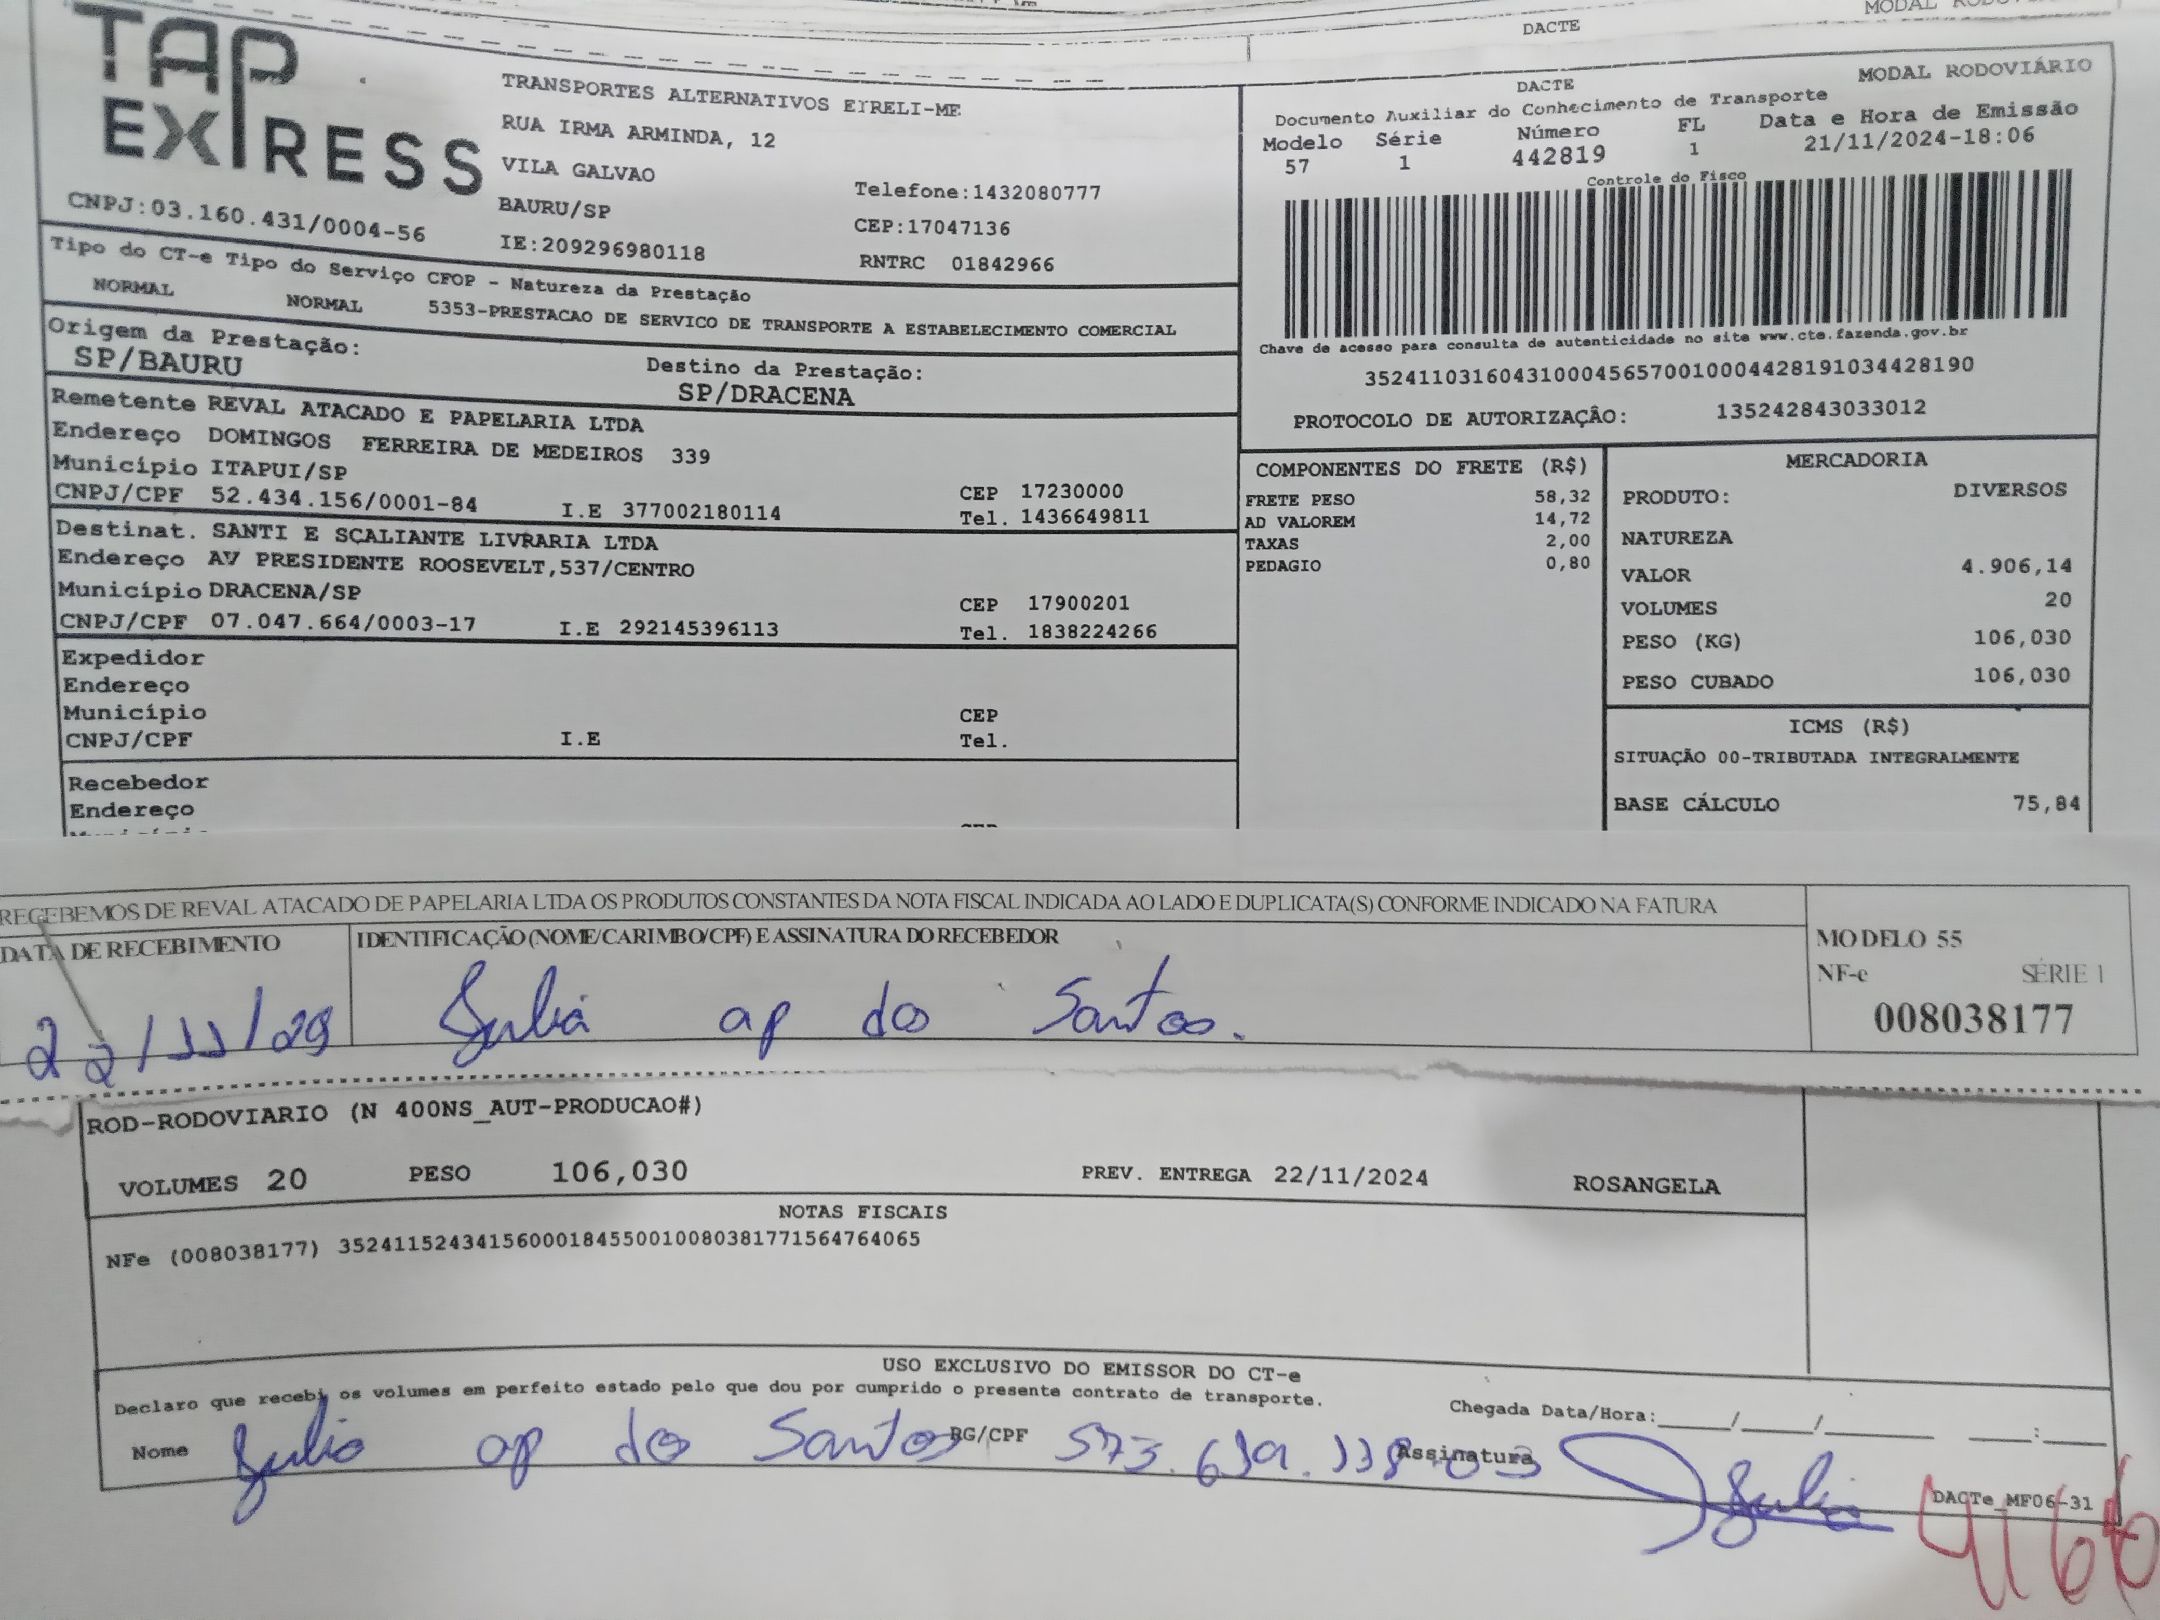 DACTE
TAP EXPRESS
CNPJ:03.160.431/0004-56
TRANSPORTES ALTERNATIVOS EIRELI-ME
RUA IRMA ARMINDA, 12
VILA GALVAO
BAURU/SP
IE:209296980118
Telefone:1432080777
CEP:17047136
RNTRC 01842966
DACTE
MODAL RODOVIÁRIO
Documento Auxiliar do Conhecimento de Transporte
Modelo Série Número FL Data e Hora de Emissão
57 1 442819 1 21/11/2024-18:06
Controle do Fisco
Chave de acesso para consulta de autenticidade no site www.cte.fazenda.gov.br
35241103160431000456570010004428191034428190
PROTOCOLO DE AUTORIZAÇÃO: 135242843033012
Tipo do CT-e Tipo do Serviço CFOP - Natureza da Prestação
NORMAL NORMAL 5353-PRESTACAO DE SERVICO DE TRANSPORTE A ESTABELECIMENTO COMERCIAL
Origem da Prestação: Destino da Prestação:
SP/BAURU SP/DRACENA
Remetente REVAL ATACADO E PAPELARIA LTDA
Endereço DOMINGOS FERREIRA DE MEDEIROS 339
Município ITAPUI/SP CEP 17230000
CNPJ/CPF 52.434.156/0001-84 I.E 377002180114 Tel. 1436649811
Destinat. SANTI E SCALIANTE LIVRARIA LTDA
Endereço AV PRESIDENTE ROOSEVELT,537/CENTRO
Município DRACENA/SP CEP 17900201
CNPJ/CPF 07.047.664/0003-17 I.E 292145396113 Tel. 1838224266
Expedidor
Endereço
Município CEP
CNPJ/CPF I.E Tel.
Recebedor
Endereço
COMPONENTES DO FRETE (R$)
FRETE PESO 58,32
AD VALOREM 14,72
TAXAS 2,00
PEDAGIO 0,80
MERCADORIA
PRODUTO: DIVERSOS
NATUREZA
VALOR 4.906,14
VOLUMES 20
PESO (KG) 106,030
PESO CUBADO 106,030
ICMS (R$)
SITUAÇÃO 00-TRIBUTADA INTEGRALMENTE
BASE CÁLCULO 75,84
RECEBEMOS DE REVAL ATACADO DE PAPELARIA LTDA OS PRODUTOS CONSTANTES DA NOTA FISCAL INDICADA AO LADO E DUPLICATA(S) CONFORME INDICADO NA FATURA
DATA DE RECEBIMENTO IDENTIFICAÇÃO (NOME/CARIMBO/CPF) E ASSINATURA DO RECEBEDOR
ap do Santos.
MODELO 55
NF-e SÉRIE 1
008038177
ROD-RODOVIARIO (N 400NS_AUT-PRODUCAO#)
VOLUMES 20 PESO 106,030 PREV. ENTREGA 22/11/2024 ROSANGELA
NOTAS FISCAIS
NFe (008038177) 35241152434156000184550010080381771564764065
USO EXCLUSIVO DO EMISSOR DO CT-e
Declaro que recebi os volumes em perfeito estado pelo que dou por cumprido o presente contrato de transporte.
Chegada Data/Hora:____/____/____ ____:____
Nome ap do Santos RG/CPF Assinatura
DACTe_MF06-31